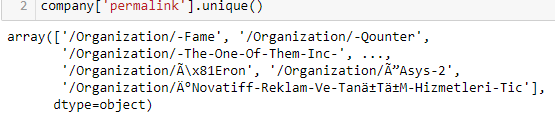 2 company['permalink'].unique()
array(['/Organization/-Fame', '/Organization/-Qounter',
'/Organization/-The-One-Of-Them-Inc-', ...,
'/Organization/Ã\x81Eron', '/Organization/Ã”Asys-2',
'/Organization/ÄºNovatiff-Reklam-Ve-Tanä±Tä±M-Hizmetleri-Tic'],
dtype=object)